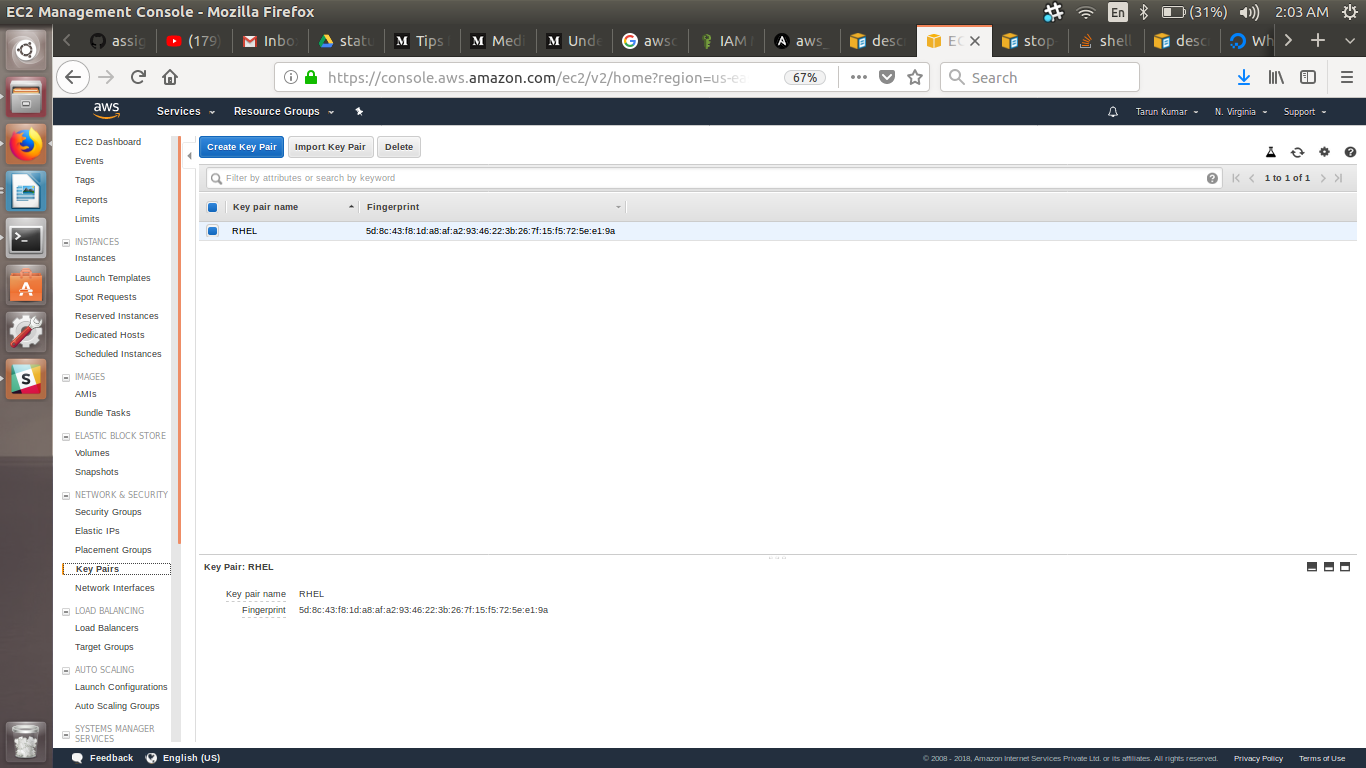 EC2 Management Console - Mozilla Firefox
En (31%) 2:03 AM
assig (179) Inbo statu Tips Medi Unde awsc IAM aws_ descr EC stop shell descr Wh
https://console.aws.amazon.com/ec2/v2/home?region=us-ea 67% Search
aws Services Resource Groups Tarun Kumar N. Virginia Support
EC2 Dashboard
Events
Tags
Reports
Limits
INSTANCES
Instances
Launch Templates
Spot Requests
Reserved Instances
Dedicated Hosts
Scheduled Instances
IMAGES
AMIs
Bundle Tasks
ELASTIC BLOCK STORE
Volumes
Snapshots
NETWORK & SECURITY
Security Groups
Elastic IPs
Placement Groups
Key Pairs
Network Interfaces
LOAD BALANCING
Load Balancers
Target Groups
AUTO SCALING
Launch Configurations
Auto Scaling Groups
SYSTEMS MANAGER
SERVICES
Create Key Pair Import Key Pair Delete
Filter by attributes or search by keyword 1 to 1 of 1
Key pair name Fingerprint
RHEL 5d:8c:43:f8:1d:a8:af:a2:93:46:22:3b:26:7f:15:f5:72:5e:e1:9a
Key Pair: RHEL
Key pair name RHEL
Fingerprint 5d:8c:43:f8:1d:a8:af:a2:93:46:22:3b:26:7f:15:f5:72:5e:e1:9a
Feedback English (US) © 2008 - 2018, Amazon Internet Services Private Ltd. or its affiliates. All rights reserved. Privacy Policy Terms of Use